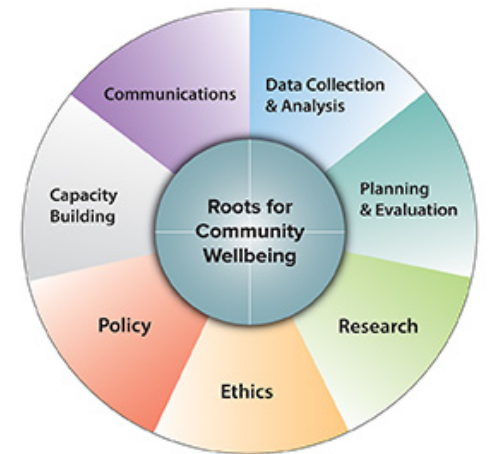 Communications
Data Collection
& Analysis
Capacity
Building
Roots for
Community
Wellbeing
Planning
& Evaluation
Policy
Research
Ethics